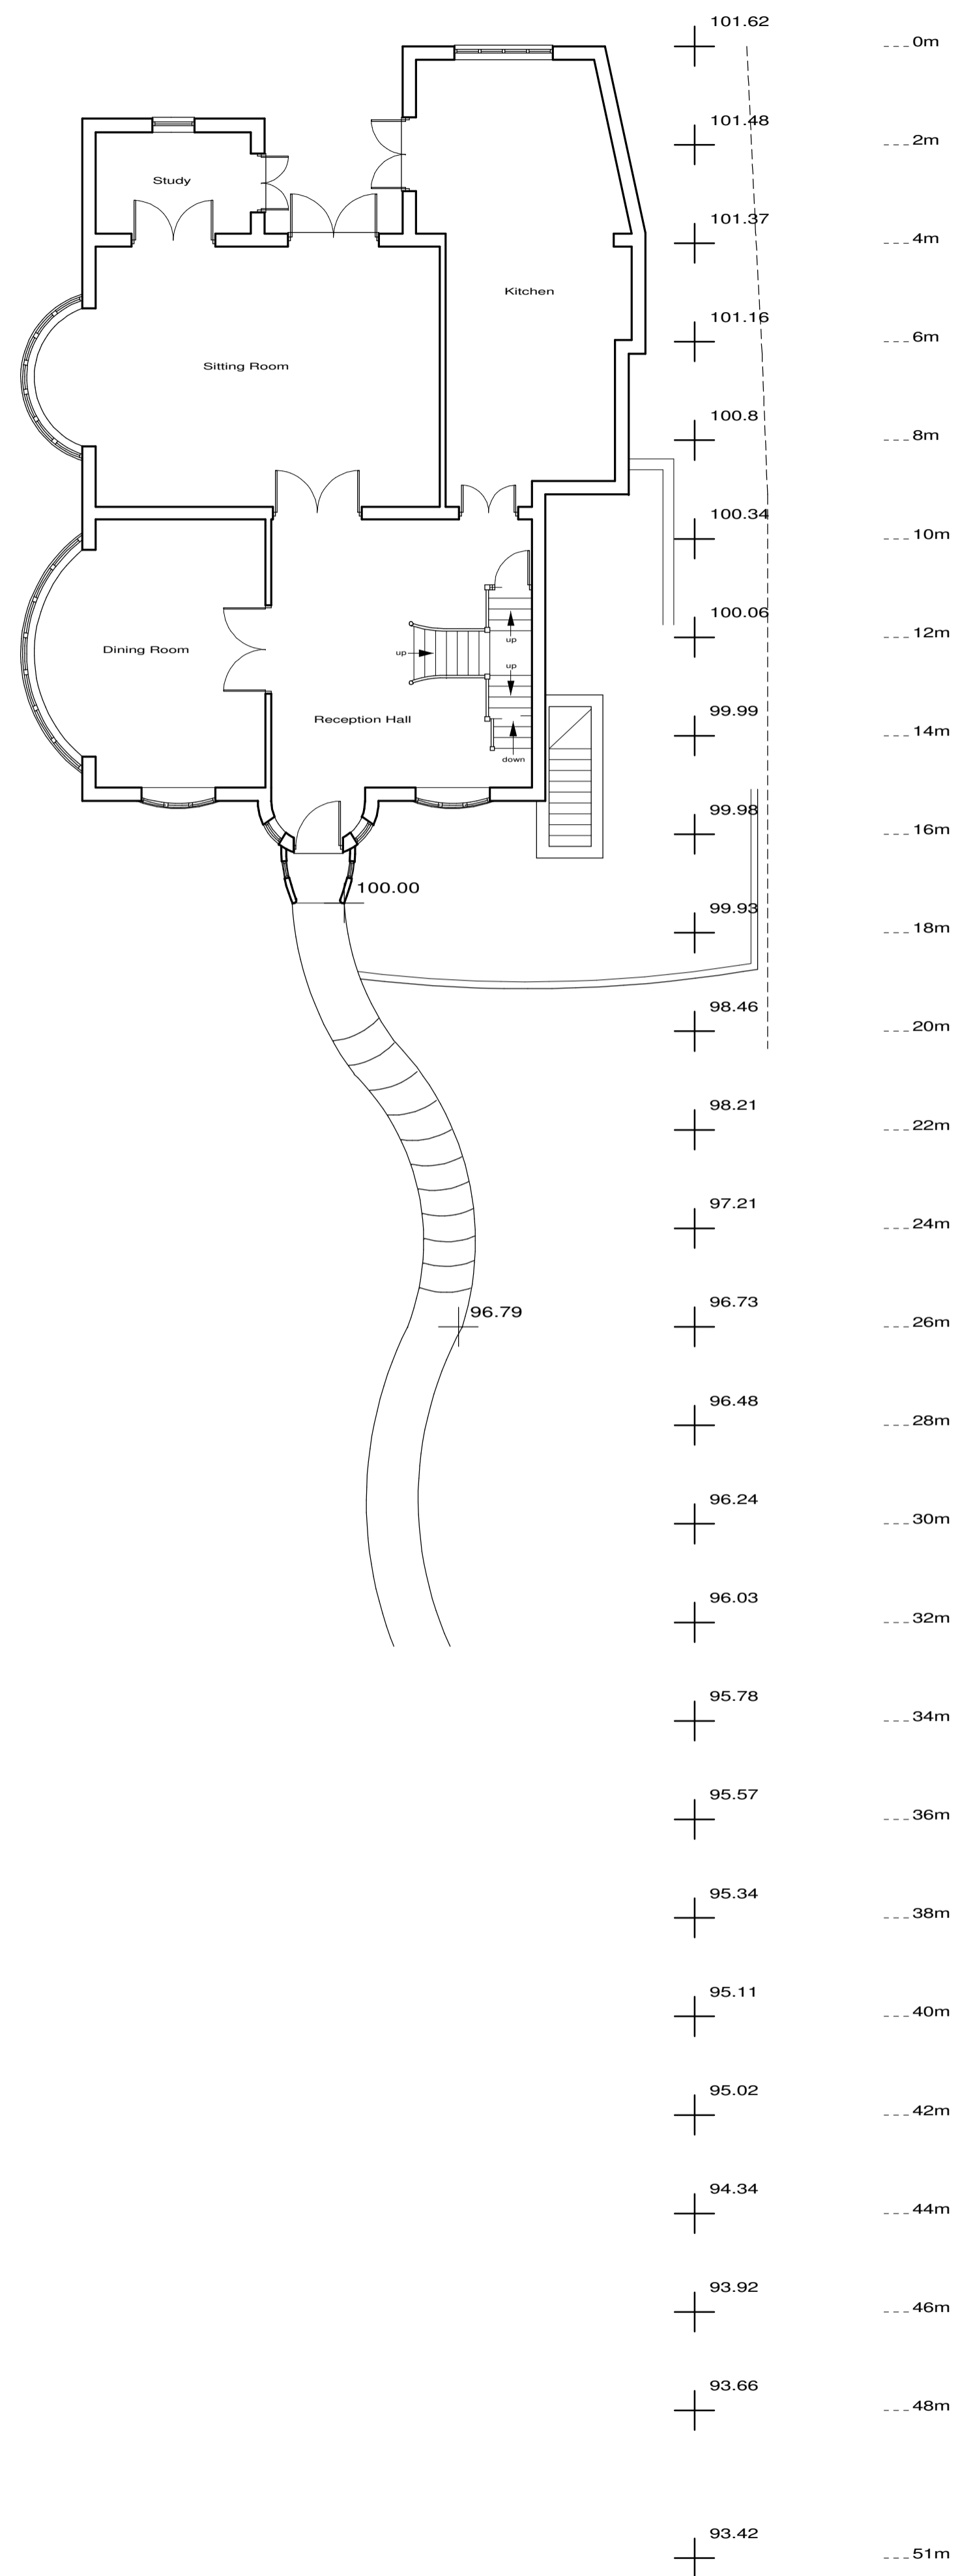 101.62
0m
101.48
2m
Study
101.37
4m
Kitchen
101.16
6m
Sitting Room
100.8
8m
100.34
10m
100.06
12m
up
Dining Room
up
up
99.99
14m
Reception Hall
down
99.98
16m
100.00
99.93
18m
98.46
20m
98.21
22m
97.21
24m
96.79
96.73
26m
96.48
28m
96.24
30m
96.03
32m
95.78
34m
95.57
36m
95.34
38m
95.11
40m
95.02
42m
94.34
44m
93.92
46m
93.66
48m
93.42
51m